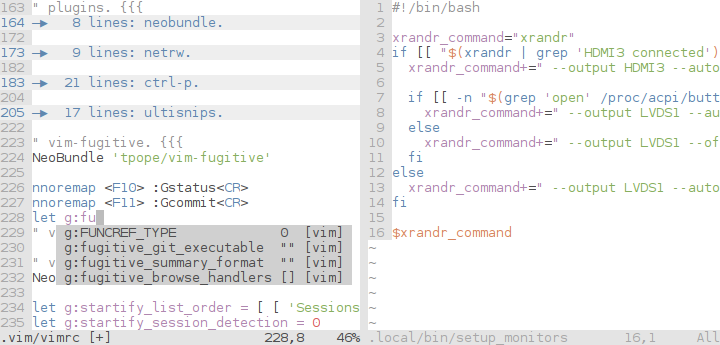 163 " plugins. {{{
164 —▶   8 lines: neobundle.
172
173 —▶   9 lines: netrw.
182
183 —▶  21 lines: ctrl-p.
204
205 —▶  17 lines: ultisnips.
222
223 " vim-fugitive. {{{
224 NeoBundle 'tpope/vim-fugitive'
225
226 nnoremap <F10> :Gstatus<CR>
227 nnoremap <F11> :Gcommit<CR>
228 let g:fu
229 " v g:FUNCREF_TYPE 0 [vim]
230 g:fugitive_git_executable "" [vim]
231 " v g:fugitive_summary_format "" [vim]
232 Neo g:fugitive_browse_handlers [] [vim]
233
234 let g:startify_list_order = [ [ 'Sessions
235 let g:startify_session_detection = 0
.vim/vimrc [+] 228,8 46%
1 #!/bin/bash
2
3 xrandr_command="xrandr"
4 if [[ "$(xrandr | grep 'HDMI3 connected')
5   xrandr_command+=" --output HDMI3 --auto
6
7   if [[ -n "$(grep 'open' /proc/acpi/butt
8     xrandr_command+=" --output LVDS1 --au
9   else
10     xrandr_command+=" --output LVDS1 --of
11   fi
12 else
13   xrandr_command+=" --output LVDS1 --auto
14 fi
15
16 $xrandr_command
~
~
~
~
~
~
.local/bin/setup_monitors 16,1 All